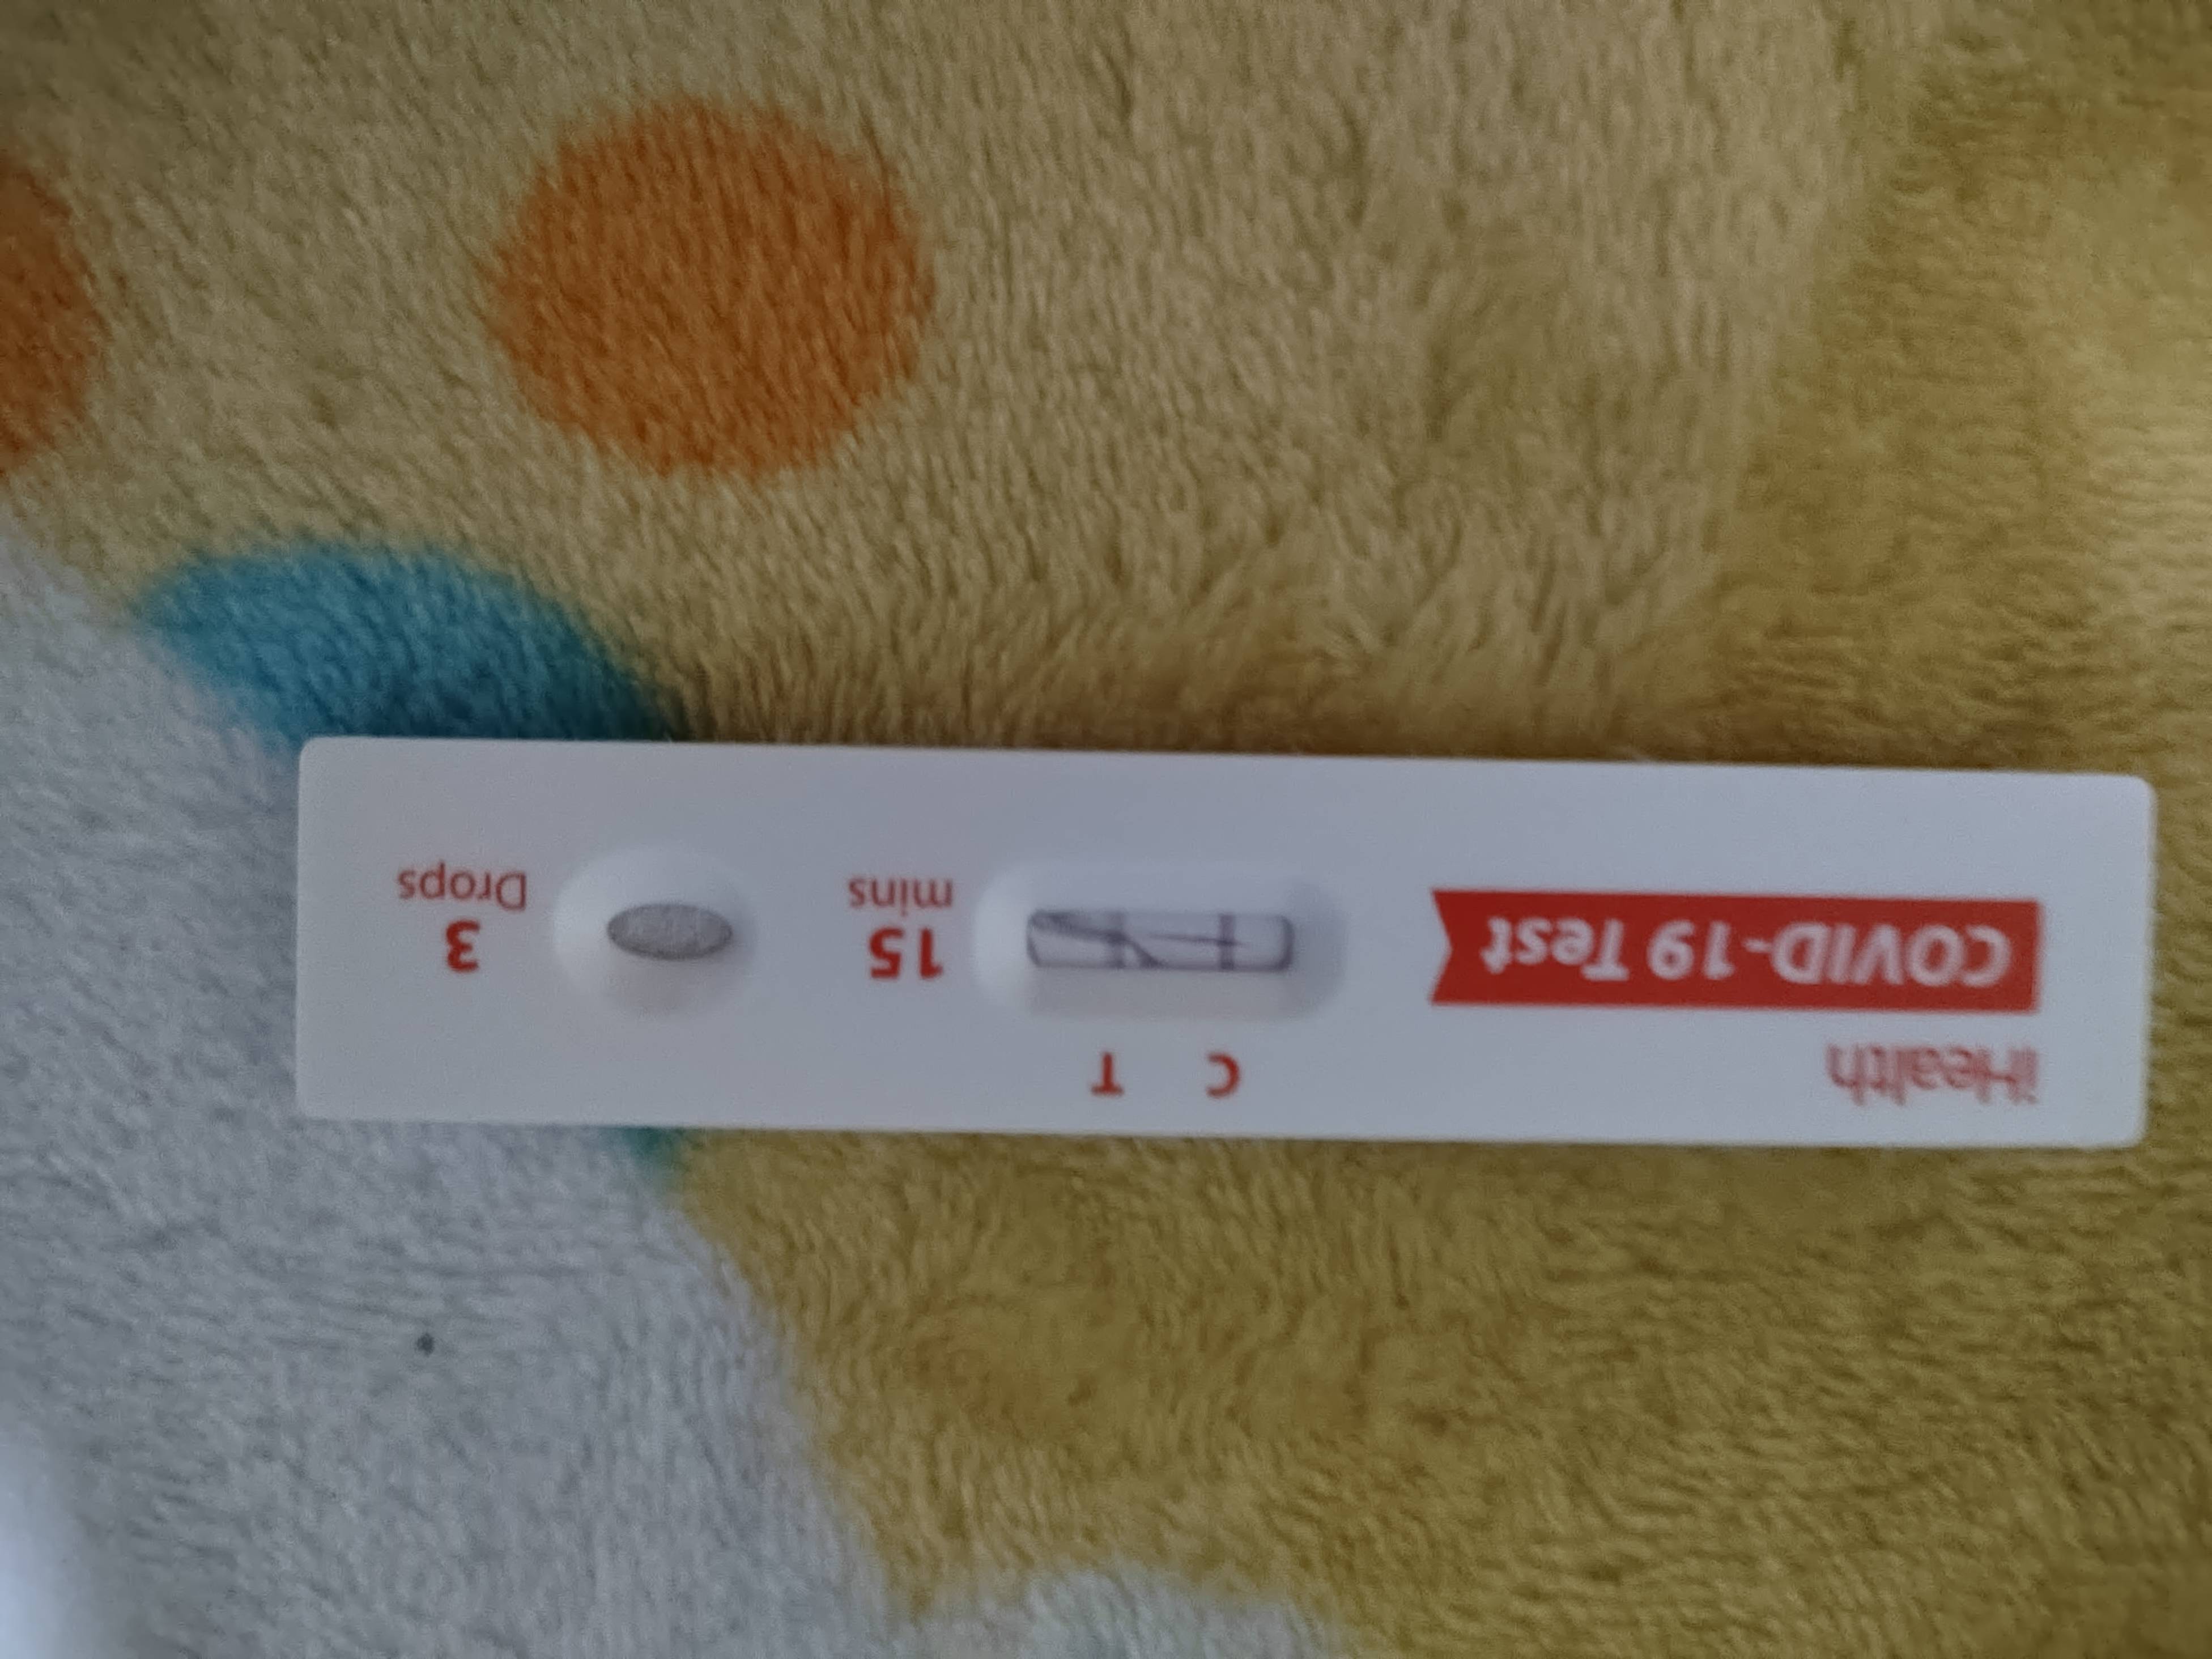 iHealth
COVID-19 Test
C T
15
mins
3
Drops